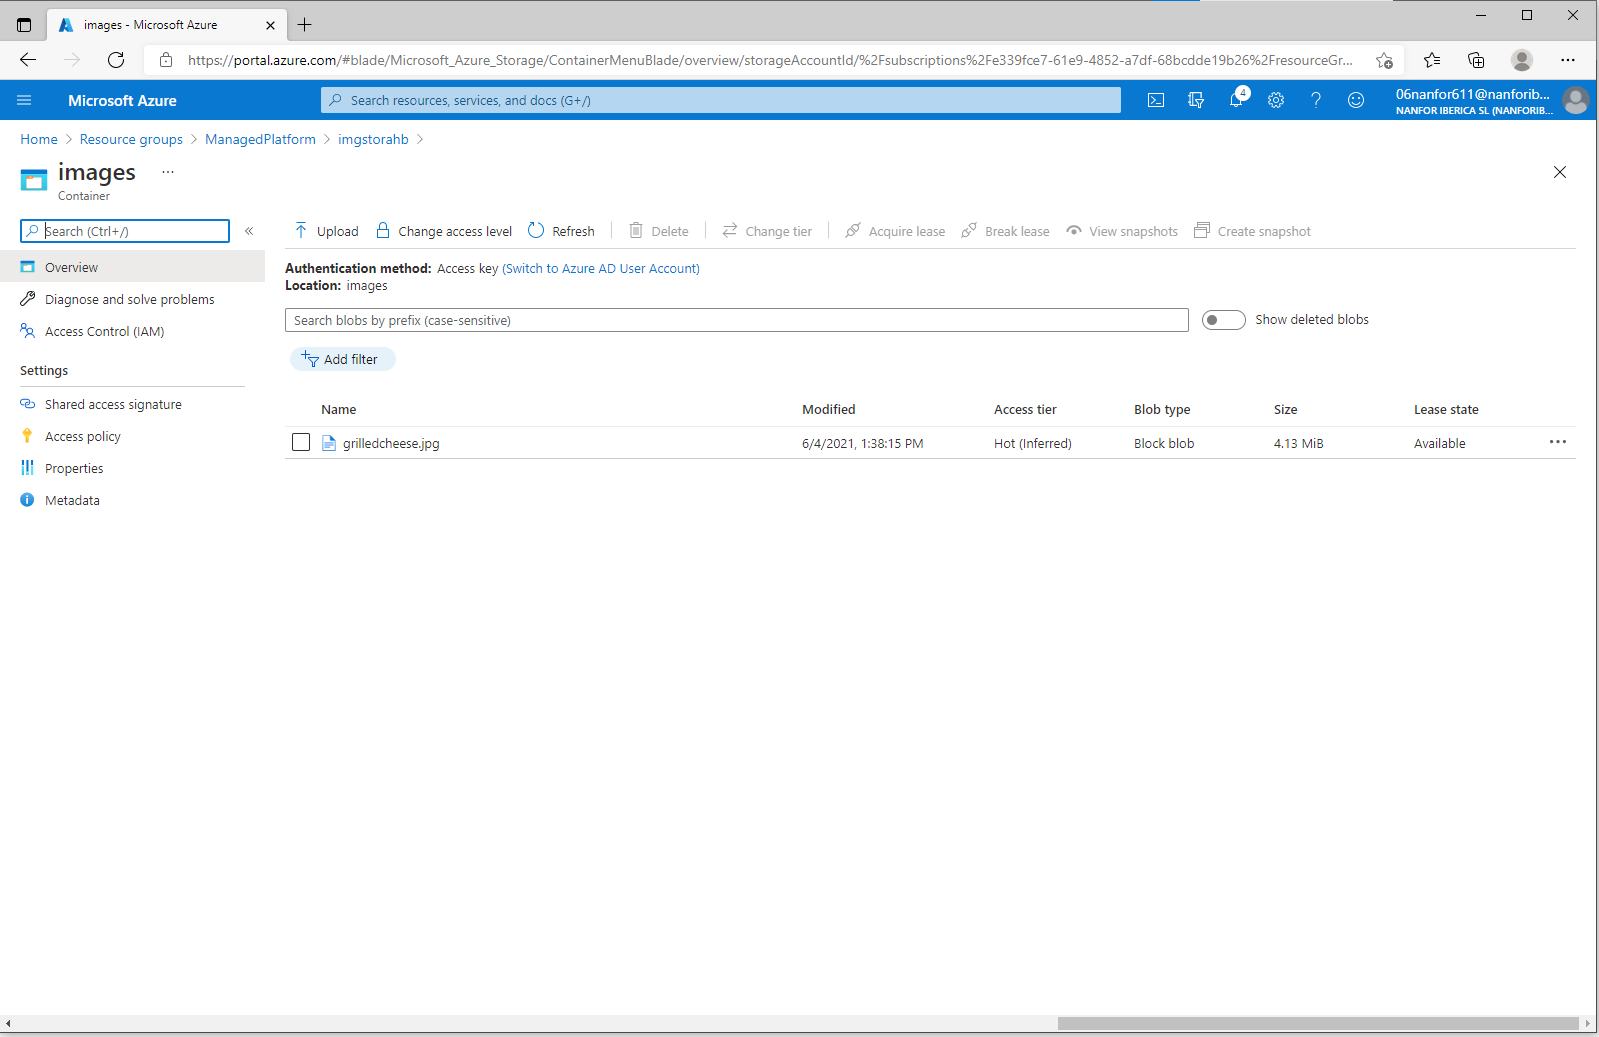 images - Microsoft Azure
https://portal.azure.com/#blade/Microsoft_Azure_Storage/ContainerMenuBlade/overview/storageAccountId/%2Fsubscriptions%2Fe339fce7-61e9-4852-a7df-68bcdde19b26%2FresourceGr...
Microsoft Azure
Search resources, services, and docs (G+/)
4
06nanfor611@nanforib...
NANFOR IBERICA SL (NANFORIB...
Home > Resource groups > ManagedPlatform > imgstorahb >
images ...
Container
Search (Ctrl+/) «
Upload Change access level Refresh Delete Change tier Acquire lease Break lease View snapshots Create snapshot
Overview
Diagnose and solve problems
Access Control (IAM)
Settings
Shared access signature
Access policy
Properties
Metadata
Authentication method: Access key (Switch to Azure AD User Account)
Location: images
Search blobs by prefix (case-sensitive) Show deleted blobs
Add filter
Name Modified Access tier Blob type Size Lease state
grilledcheese.jpg 6/4/2021, 1:38:15 PM Hot (Inferred) Block blob 4.13 MiB Available ...